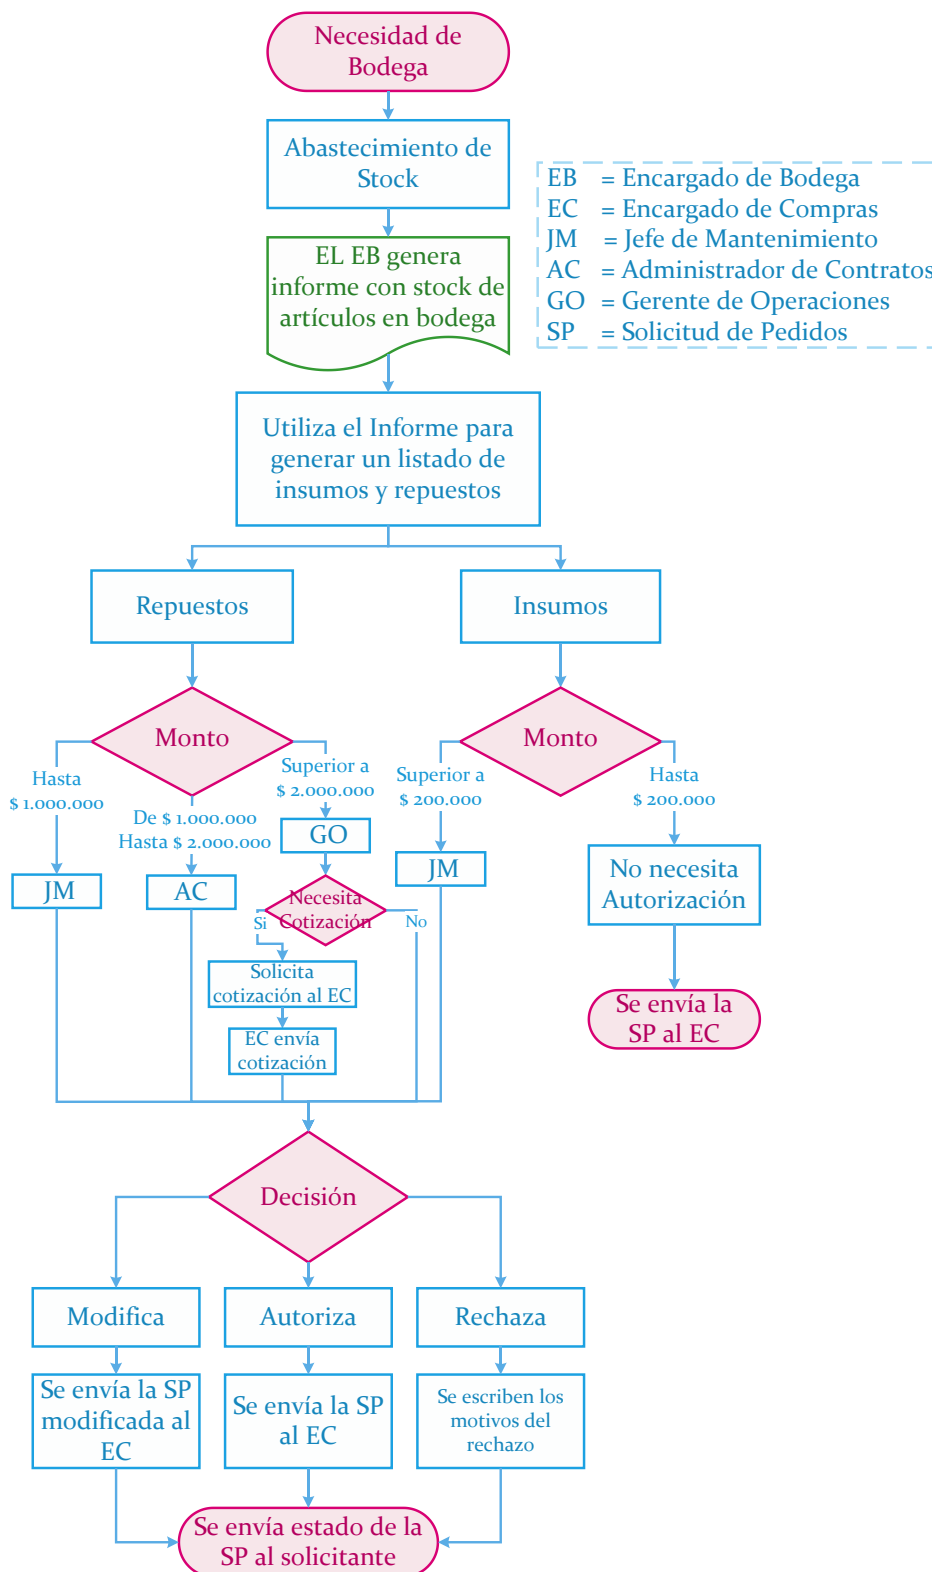 Necesidad de
Bodega
Abastecimiento de
Stock
EB = Encargado de Bodega
EC = Encargado de Compras
JM = Jefe de Mantenimiento
AC = Administrador de Contratos
GO = Gerente de Operaciones
SP = Solicitud de Pedidos
EL EB genera
informe con stock de
artículos en bodega
Utiliza el Informe para
generar un listado de
insumos y repuestos
Repuestos
Insumos
Monto
Monto
Hasta
$ 1.000.000
De $ 1.000.000
Hasta $ 2.000.000
Superior a
$ 2.000.000
Superior a
$ 200.000
Hasta
$ 200.000
JM
AC
GO
JM
No necesita
Autorización
Necesita
Cotización
Si
No
Solicita
cotización al EC
EC envía
cotización
Se envía la
SP al EC
Decisión
Modifica
Autoriza
Rechaza
Se envía la SP
modificada al
EC
Se envía la SP
al EC
Se escriben los
motivos del
rechazo
Se envía estado de la
SP al solicitante